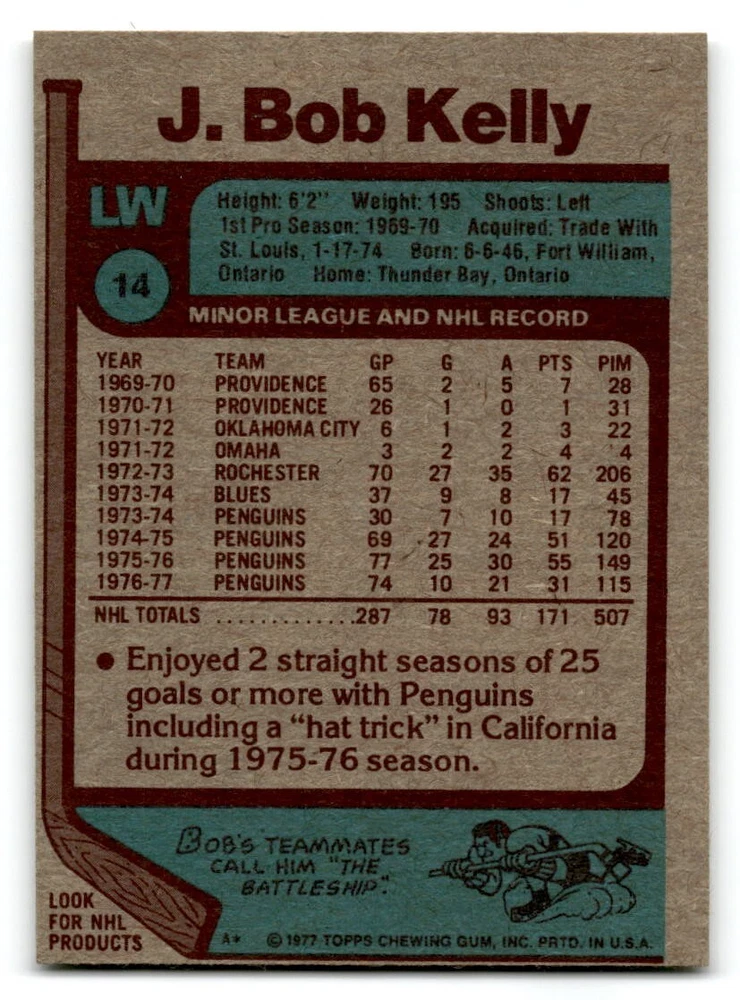 J. Bob Kelly
LW
Height: 6'2" Weight: 195 Shoots: Left
1st Pro Season: 1969-70 Acquired: Trade With
St. Louis, 1-17-74 Born: 6-6-46, Fort William,
Ontario Home: Thunder Bay, Ontario
14
MINOR LEAGUE AND NHL RECORD
YEAR TEAM GP G A PTS PIM
1969-70 PROVIDENCE 65 2 5 7 28
1970-71 PROVIDENCE 26 1 0 1 31
1971-72 OKLAHOMA CITY 6 1 2 3 22
1971-72 OMAHA 3 2 2 4 4
1972-73 ROCHESTER 70 27 35 62 206
1973-74 BLUES 37 9 8 17 45
1973-74 PENGUINS 30 7 10 17 78
1974-75 PENGUINS 69 27 24 51 120
1975-76 PENGUINS 77 25 30 55 149
1976-77 PENGUINS 74 10 21 31 115
NHL TOTALS .............287 78 93 171 507
• Enjoyed 2 straight seasons of 25
goals or more with Penguins
including a "hat trick" in California
during 1975-76 season.
BOB'S TEAMMATES
CALL HIM "THE
BATTLESHIP."
LOOK
FOR NHL
PRODUCTS
A* © 1977 TOPPS CHEWING GUM, INC. PRTD. IN U.S.A.